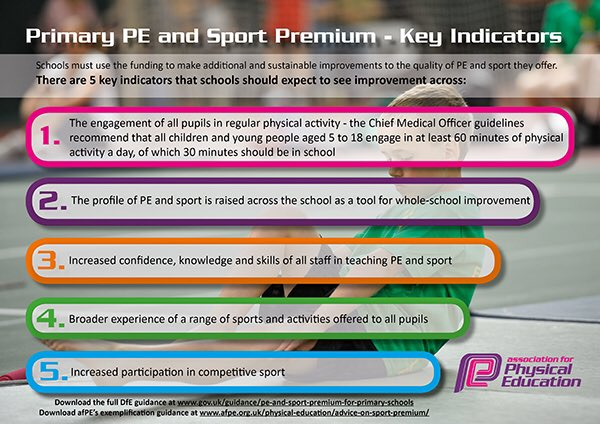 Primary PE and Sport Premium - Key Indicators
Schools must use the funding to make additional and sustainable improvements to the quality of PE and sport they offer.
There are 5 key indicators that schools should expect to see improvement across:
1. The engagement of all pupils in regular physical activity - the Chief Medical Officer guidelines
recommend that all children and young people aged 5 to 18 engage in at least 60 minutes of physical
activity a day, of which 30 minutes should be in school
2. The profile of PE and sport is raised across the school as a tool for whole-school improvement
3. Increased confidence, knowledge and skills of all staff in teaching PE and sport
4. Broader experience of a range of sports and activities offered to all pupils
5. Increased participation in competitive sport
association for
Physical
Education
Download the full DfE guidance at www.gov.uk/guidance/pe-and-sport-premium-for-primary-schools
Download afPE's exemplification guidance at www.afpe.org.uk/physical-education/advice-on-sport-premium/